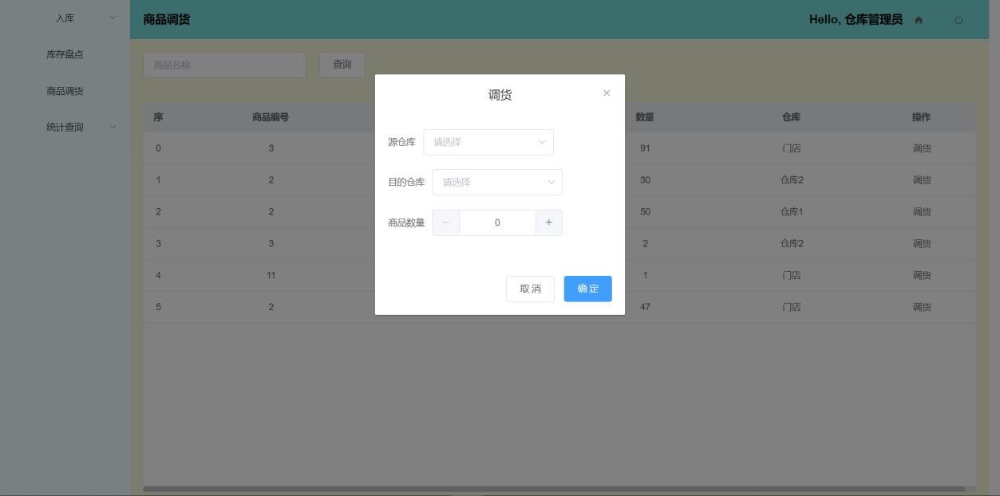 入库
库存盘点
商品调货
统计查询
商品调货
Hello, 仓库管理员
商品名称
查询
序 商品编号 数量 仓库 操作
0 3 91 门店 调货
1 2 30 仓库2 调货
2 2 50 仓库1 调货
3 3 2 仓库2 调货
4 11 1 门店 调货
5 2 47 门店 调货
调货
源仓库 请选择
目的仓库 请选择
商品数量 − 0 +
取消 确定